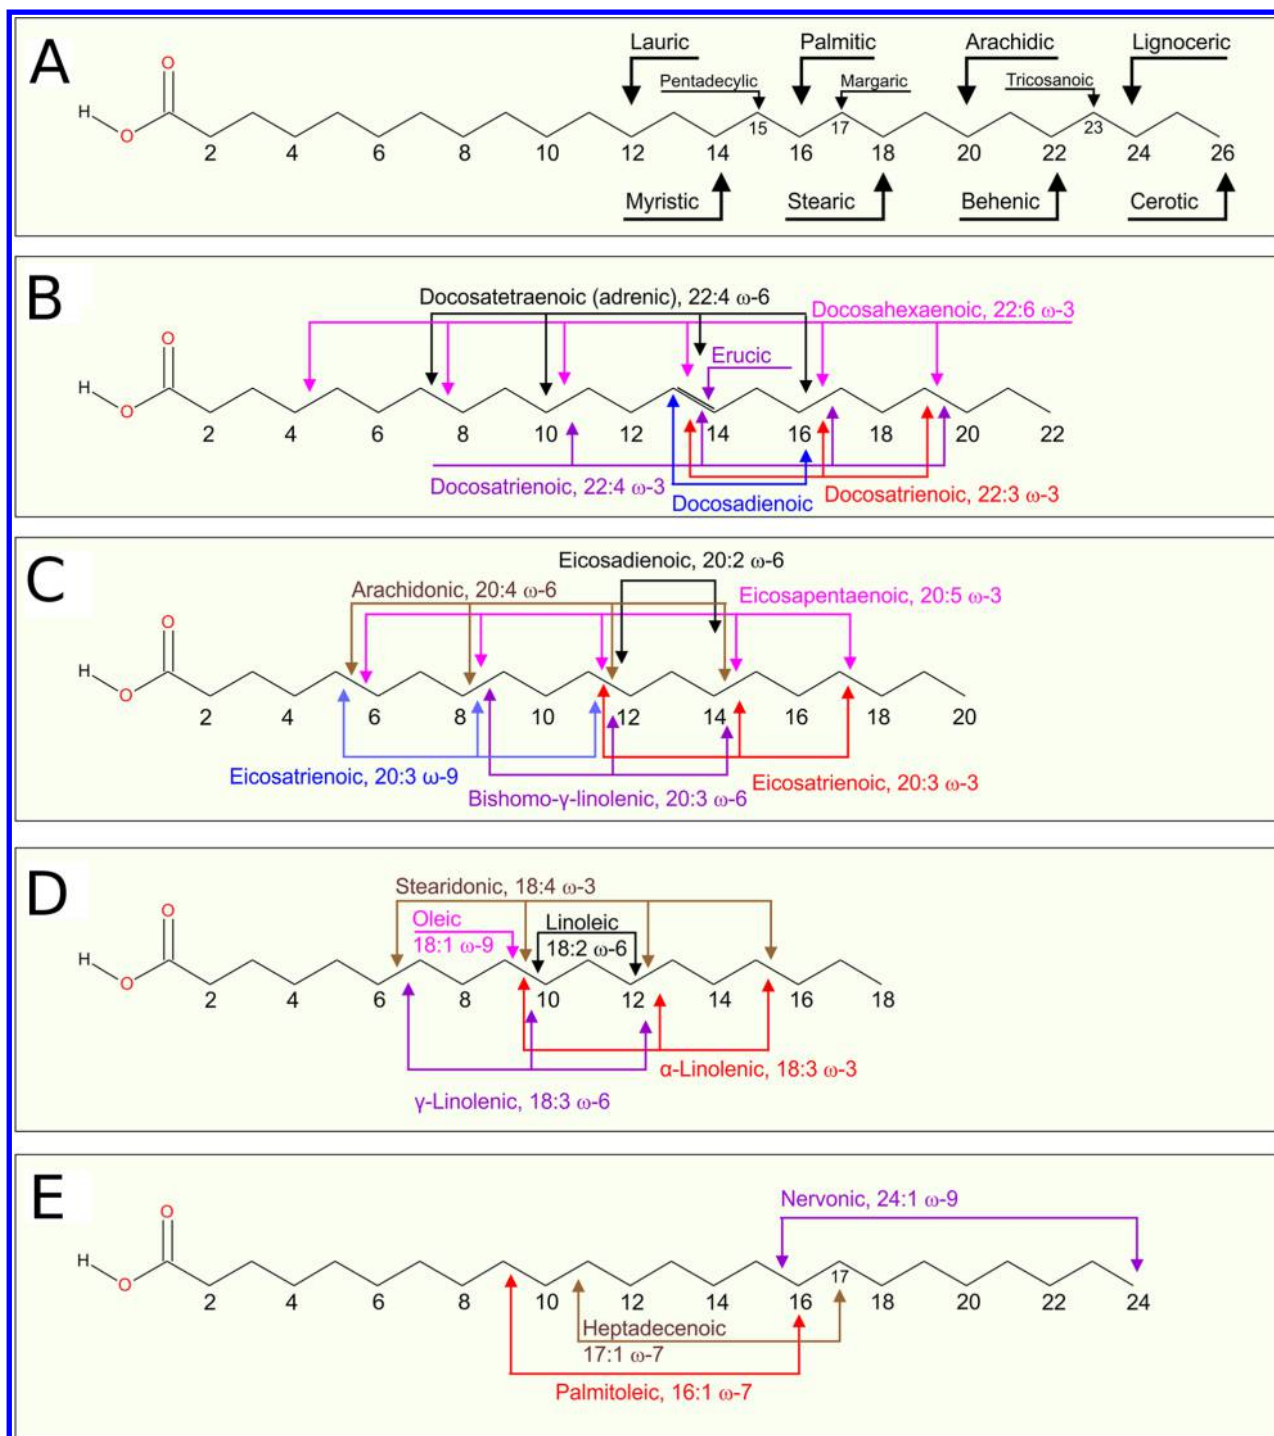 A
Lauric Palmitic Arachidic Lignoceric
Pentadecylic Margaric Tricosanoic
O
H
O
15 17 23
2 4 6 8 10 12 14 16 18 20 22 24 26
Myristic Stearic Behenic Cerotic
B
Docosatetraenoic (adrenic), 22:4 ω-6
Docosahexaenoic, 22:6 ω-3
O
Erucic
H
O
2 4 6 8 10 12 14 16 18 20 22
Docosatrienoic, 22:4 ω-3
Docosatrienoic, 22:3 ω-3
Docosadienoic
C
Eicosadienoic, 20:2 ω-6
Arachidonic, 20:4 ω-6
Eicosapentaenoic, 20:5 ω-3
O
H
O
2 4 6 8 10 12 14 16 18 20
Eicosatrienoic, 20:3 ω-9
Eicosatrienoic, 20:3 ω-3
Bishomo-γ-linolenic, 20:3 ω-6
D
Stearidonic, 18:4 ω-3
O
Oleic Linoleic
18:1 ω-9 18:2 ω-6
H
O
2 4 6 8 10 12 14 16 18
α-Linolenic, 18:3 ω-3
γ-Linolenic, 18:3 ω-6
E
Nervonic, 24:1 ω-9
O
H
O
17
2 4 6 8 10 12 14 16 18 20 22 24
Heptadecenoic
17:1 ω-7
Palmitoleic, 16:1 ω-7